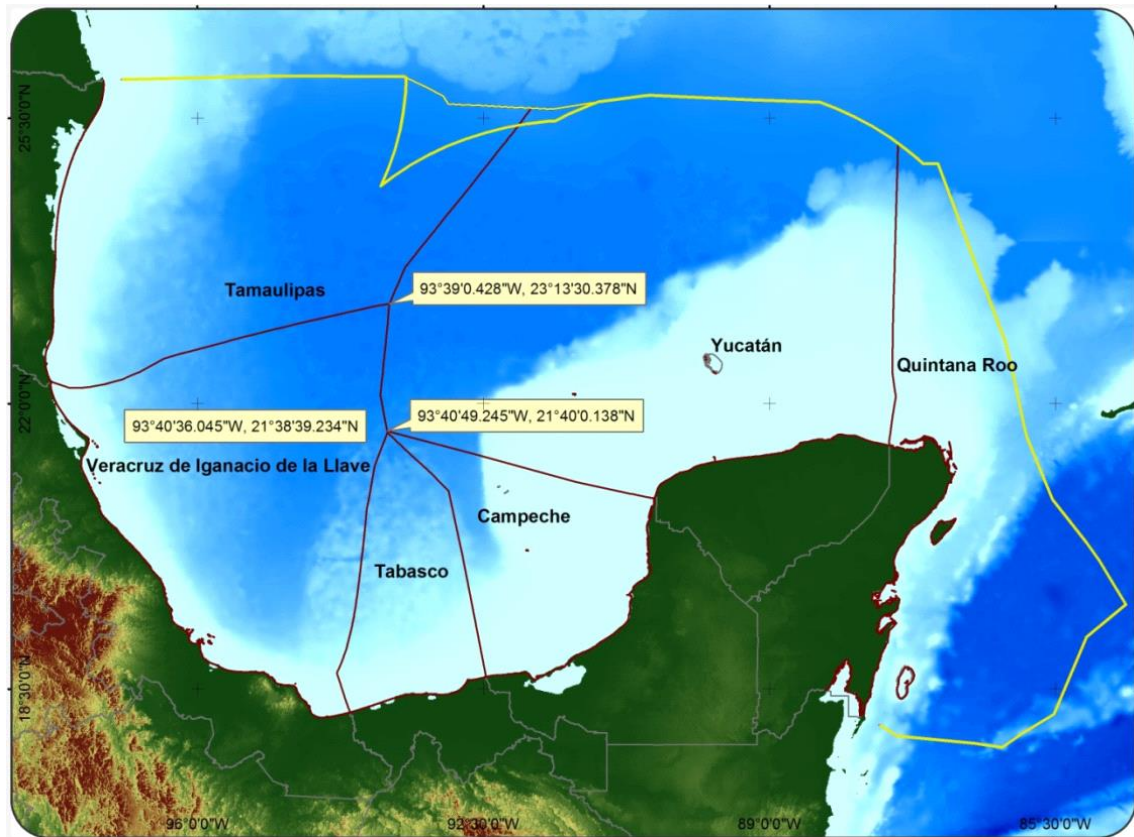 25°30'0"N
Tamaulipas
93°39'0.428"W, 23°13'30.378"N
Yucatán
Quintana Roo
22°0'0"N
93°40'36.045"W, 21°38'39.234"N
93°40'49.245"W, 21°40'0.138"N
Veracruz de Iganacio de la Llave
Campeche
Tabasco
18°30'0"N
96°0'0"W
92°30'0"W
89°0'0"W
85°30'0"W